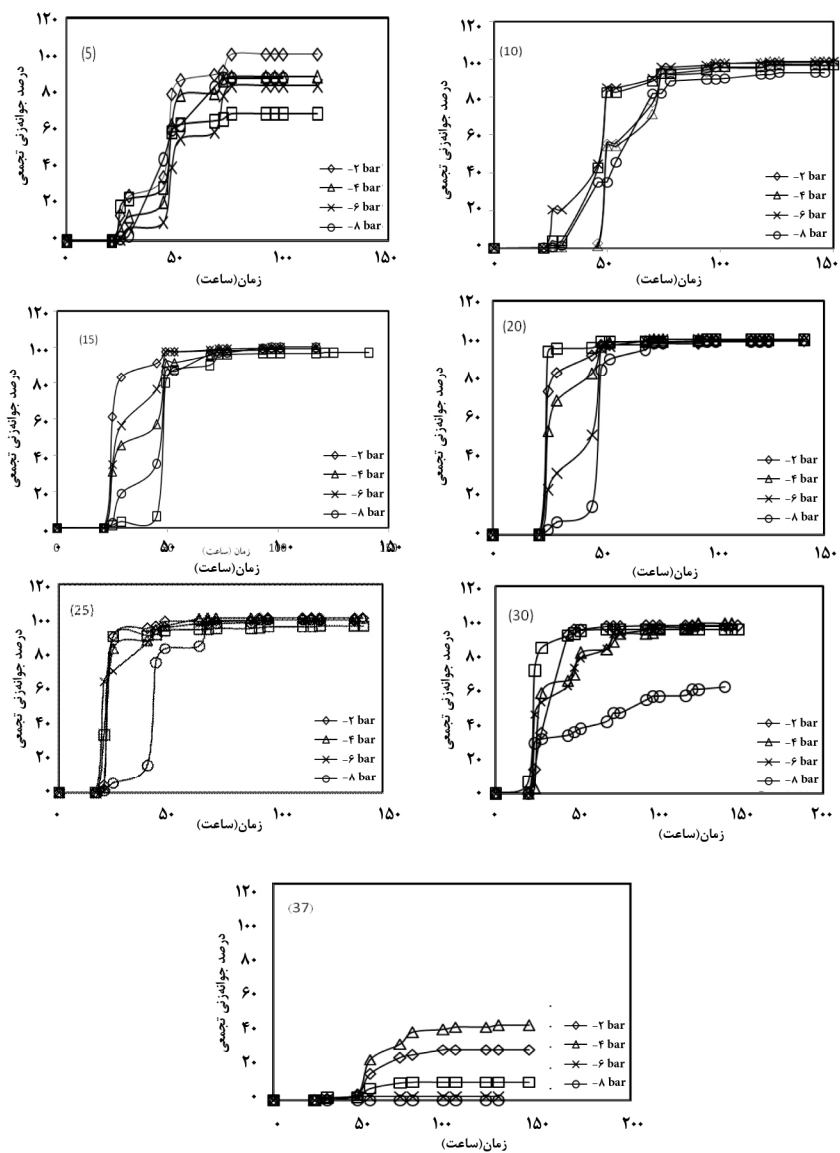 (5)
درصد جوانه‌زنی تجمعی
۱۲۰
۱۰۰
۸۰
۶۰
۴۰
۲۰
۰
-۲ bar
-۴ bar
-۶ bar
-۸ bar
۰ ۵۰ ۱۰۰ ۱۵۰
زمان(ساعت)
(10)
درصد جوانه‌زنی تجمعی
۱۲۰
۱۰۰
۸۰
۶۰
۴۰
۲۰
۰
-۲ bar
-۴ bar
-۶ bar
-۸ bar
۰ ۵۰ ۱۰۰ ۱۵۰
زمان(ساعت)
(15)
درصد جوانه‌زنی تجمعی
۱۲۰
۱۰۰
۸۰
۶۰
۴۰
۲۰
۰
-۲ bar
-۴ bar
-۶ bar
-۸ bar
۰ ۵۰ ۱۰۰ ۱۵۰
زمان (ساعت)
زمان(ساعت)
(20)
درصد جوانه‌زنی تجمعی
۱۲۰
۱۰۰
۸۰
۶۰
۴۰
۲۰
۰
-۲ bar
-۴ bar
-۶ bar
-۸ bar
۰ ۵۰ ۱۰۰ ۱۵۰
زمان(ساعت)
(25)
درصد جوانه‌زنی تجمعی
۱۲۰
۱۰۰
۸۰
۶۰
۴۰
۲۰
۰
-۲ bar
-۴ bar
-۶ bar
-۸ bar
۰ ۵۰ ۱۰۰ ۱۵۰
زمان(ساعت)
(30)
درصد جوانه‌زنی تجمعی
۱۲۰
۱۰۰
۸۰
۶۰
۴۰
۲۰
۰
-۲ bar
-۴ bar
-۶ bar
-۸ bar
۰ ۵۰ ۱۰۰ ۱۵۰ ۲۰۰
زمان(ساعت)
(37)
درصد جوانه‌زنی تجمعی
۱۲۰
۱۰۰
۸۰
۶۰
۴۰
۲۰
۰
-۲ bar
-۴ bar
-۶ bar
-۸ bar
۰ ۵۰ ۱۰۰ ۱۵۰ ۲۰۰
زمان(ساعت)